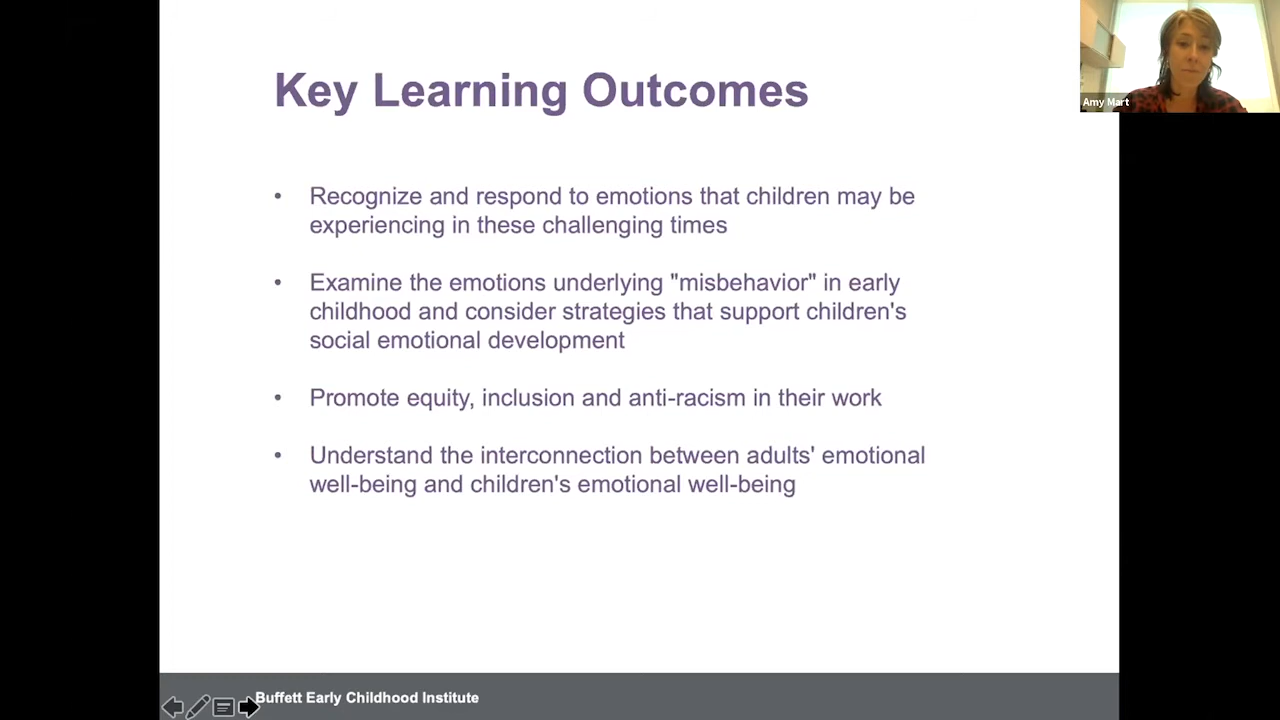 Key Learning Outcomes
Amy Mart
• Recognize and respond to emotions that children may be
experiencing in these challenging times
• Examine the emotions underlying "misbehavior" in early
childhood and consider strategies that support children's
social emotional development
• Promote equity, inclusion and anti-racism in their work
• Understand the interconnection between adults' emotional
well-being and children's emotional well-being
Buffett Early Childhood Institute